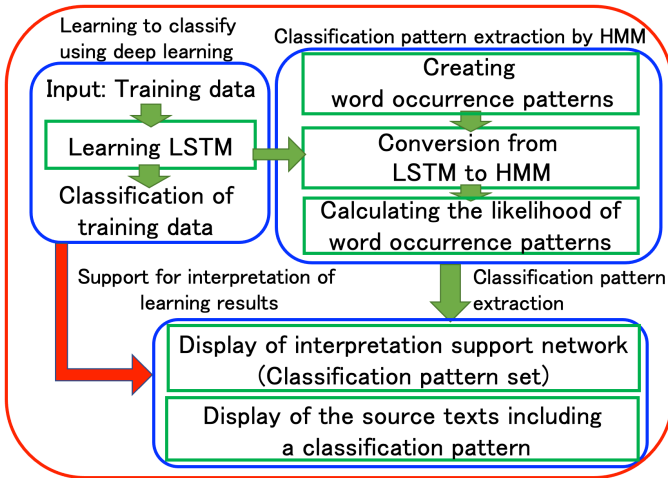 Learning to classify
using deep learning
Input: Training data
Learning LSTM
Classification of
training data
Classification pattern extraction by HMM
Creating
word occurrence patterns
Conversion from
LSTM to HMM
Calculating the likelihood of
word occurrence patterns
Support for interpretation of
learning results
Classification pattern
extraction
Display of interpretation support network
(Classification pattern set)
Display of the source texts including
a classification pattern